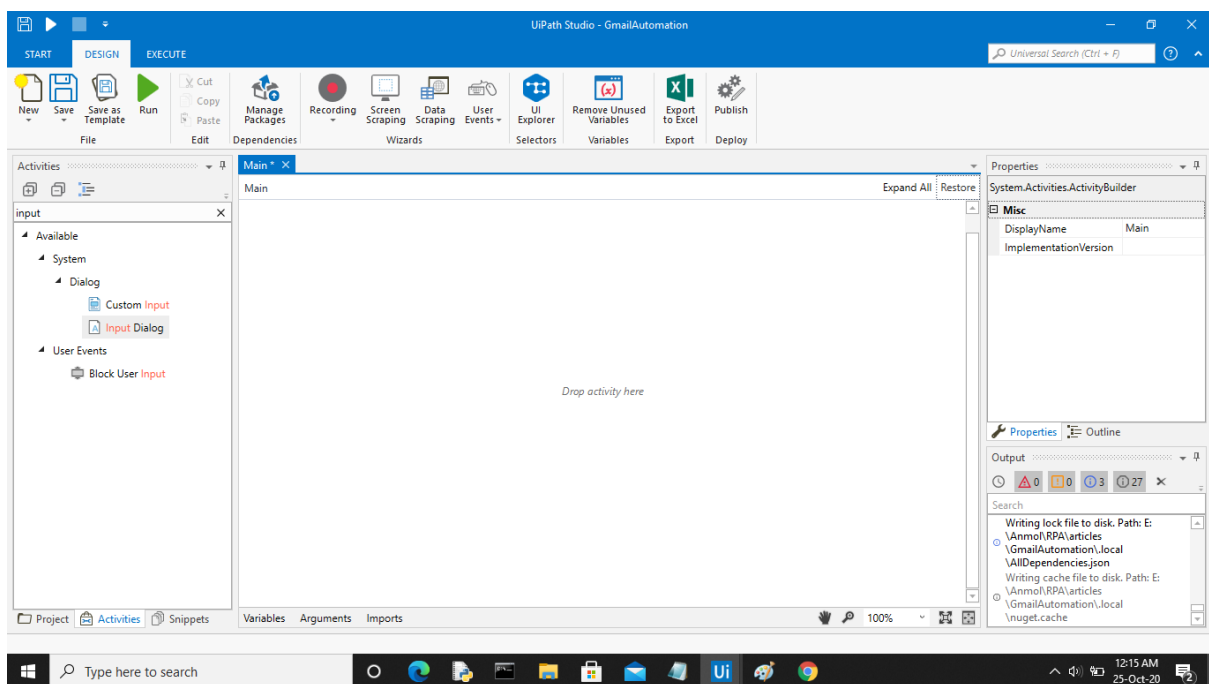 UiPath Studio - GmailAutomation
START DESIGN EXECUTE
Universal Search (Ctrl + F)
New Save Save as Template Run
Cut
Copy
Paste
Manage Packages
Recording
Screen Scraping
Data Scraping
User Events
UI Explorer
Remove Unused Variables
Export to Excel
Publish
File Edit Dependencies Wizards Selectors Variables Export Deploy
Activities
input
Available
System
Dialog
Custom Input
Input Dialog
User Events
Block User Input
Project Activities Snippets
Main * X
Main Expand All Restore
Drop activity here
Variables Arguments Imports 100%
Properties
System.Activities.ActivityBuilder
Misc
DisplayName Main
ImplementationVersion
Properties Outline
Output
0 0 3 27
Search
Writing lock file to disk. Path: E:
\Anmol\RPA\articles
\GmailAutomation\.local
\AllDependencies.json
Writing cache file to disk. Path: E:
\Anmol\RPA\articles
\GmailAutomation\.local
\nuget.cache
Type here to search
Ui
12:15 AM
25-Oct-20
2